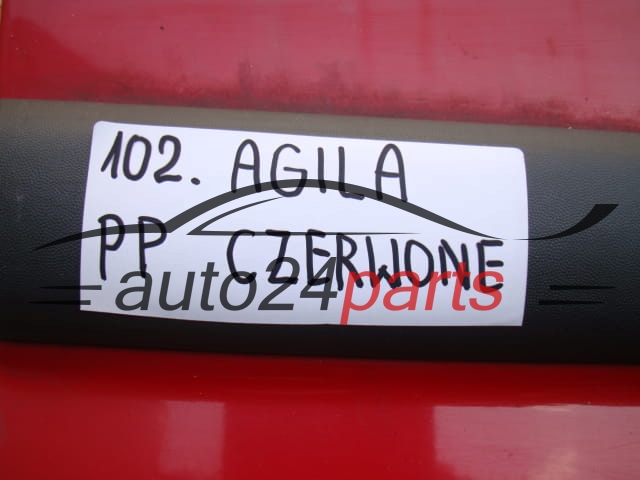 102. AGILA
PP CZERWONE
auto24parts